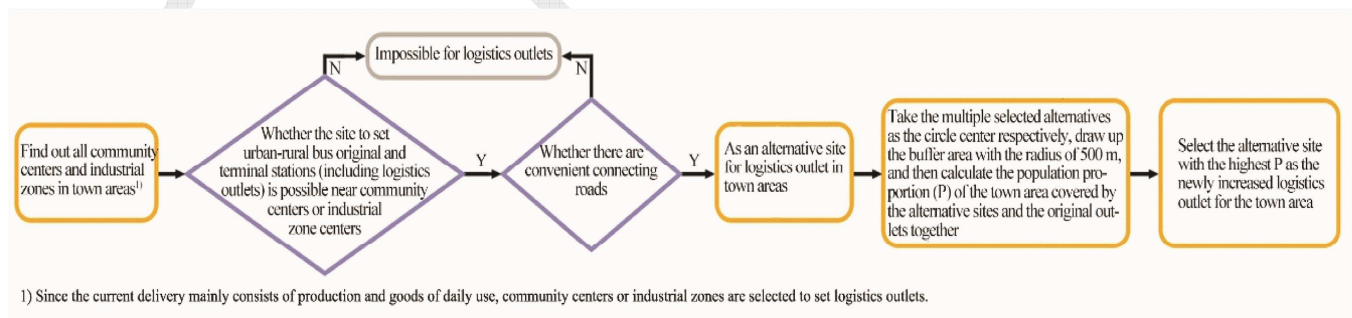 Impossible for logistics outlets
N
N
Find out all community
centers and industrial
zones in town areas1)
Whether the site to set
urban-rural bus original and
terminal stations (including logistics
outlets) is possible near community
centers or industrial
zone centers
Y
Whether there are
convenient connecting
roads
Y
As an alternative site
for logistics outlet in
town areas
Take the multiple selected alternatives
as the circle center respectively, draw up
the buffer area with the radius of 500 m,
and then calculate the population pro-
portion (P) of the town area covered by
the alternative sites and the original out-
lets together
Select the alternative site
with the highest P as the
newly increased logistics
outlet for the town area
1) Since the current delivery mainly consists of production and goods of daily use, community centers or industrial zones are selected to set logistics outlets.